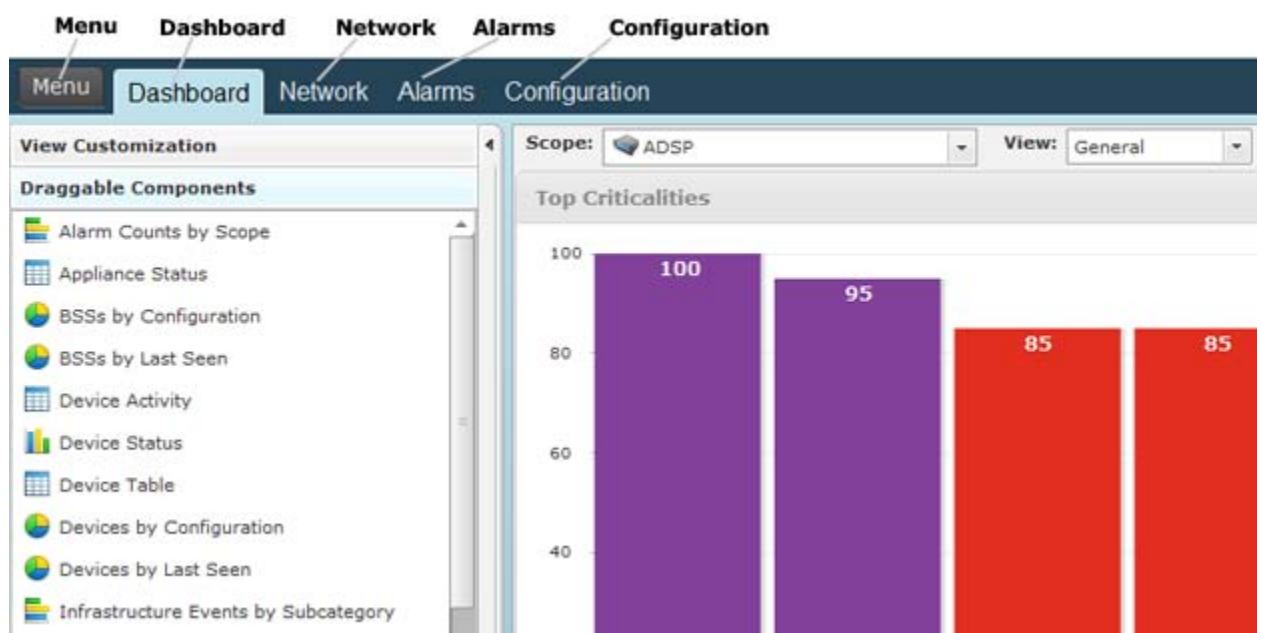 Menu Dashboard Network Alarms Configuration
Menu Dashboard Network Alarms Configuration
View Customization
Draggable Components
Alarm Counts by Scope
Appliance Status
BSSs by Configuration
BSSs by Last Seen
Device Activity
Device Status
Device Table
Devices by Configuration
Devices by Last Seen
Infrastructure Events by Subcategory
Scope: ADSP View: General
Top Criticalities
100
80
60
40
100
95
85
85